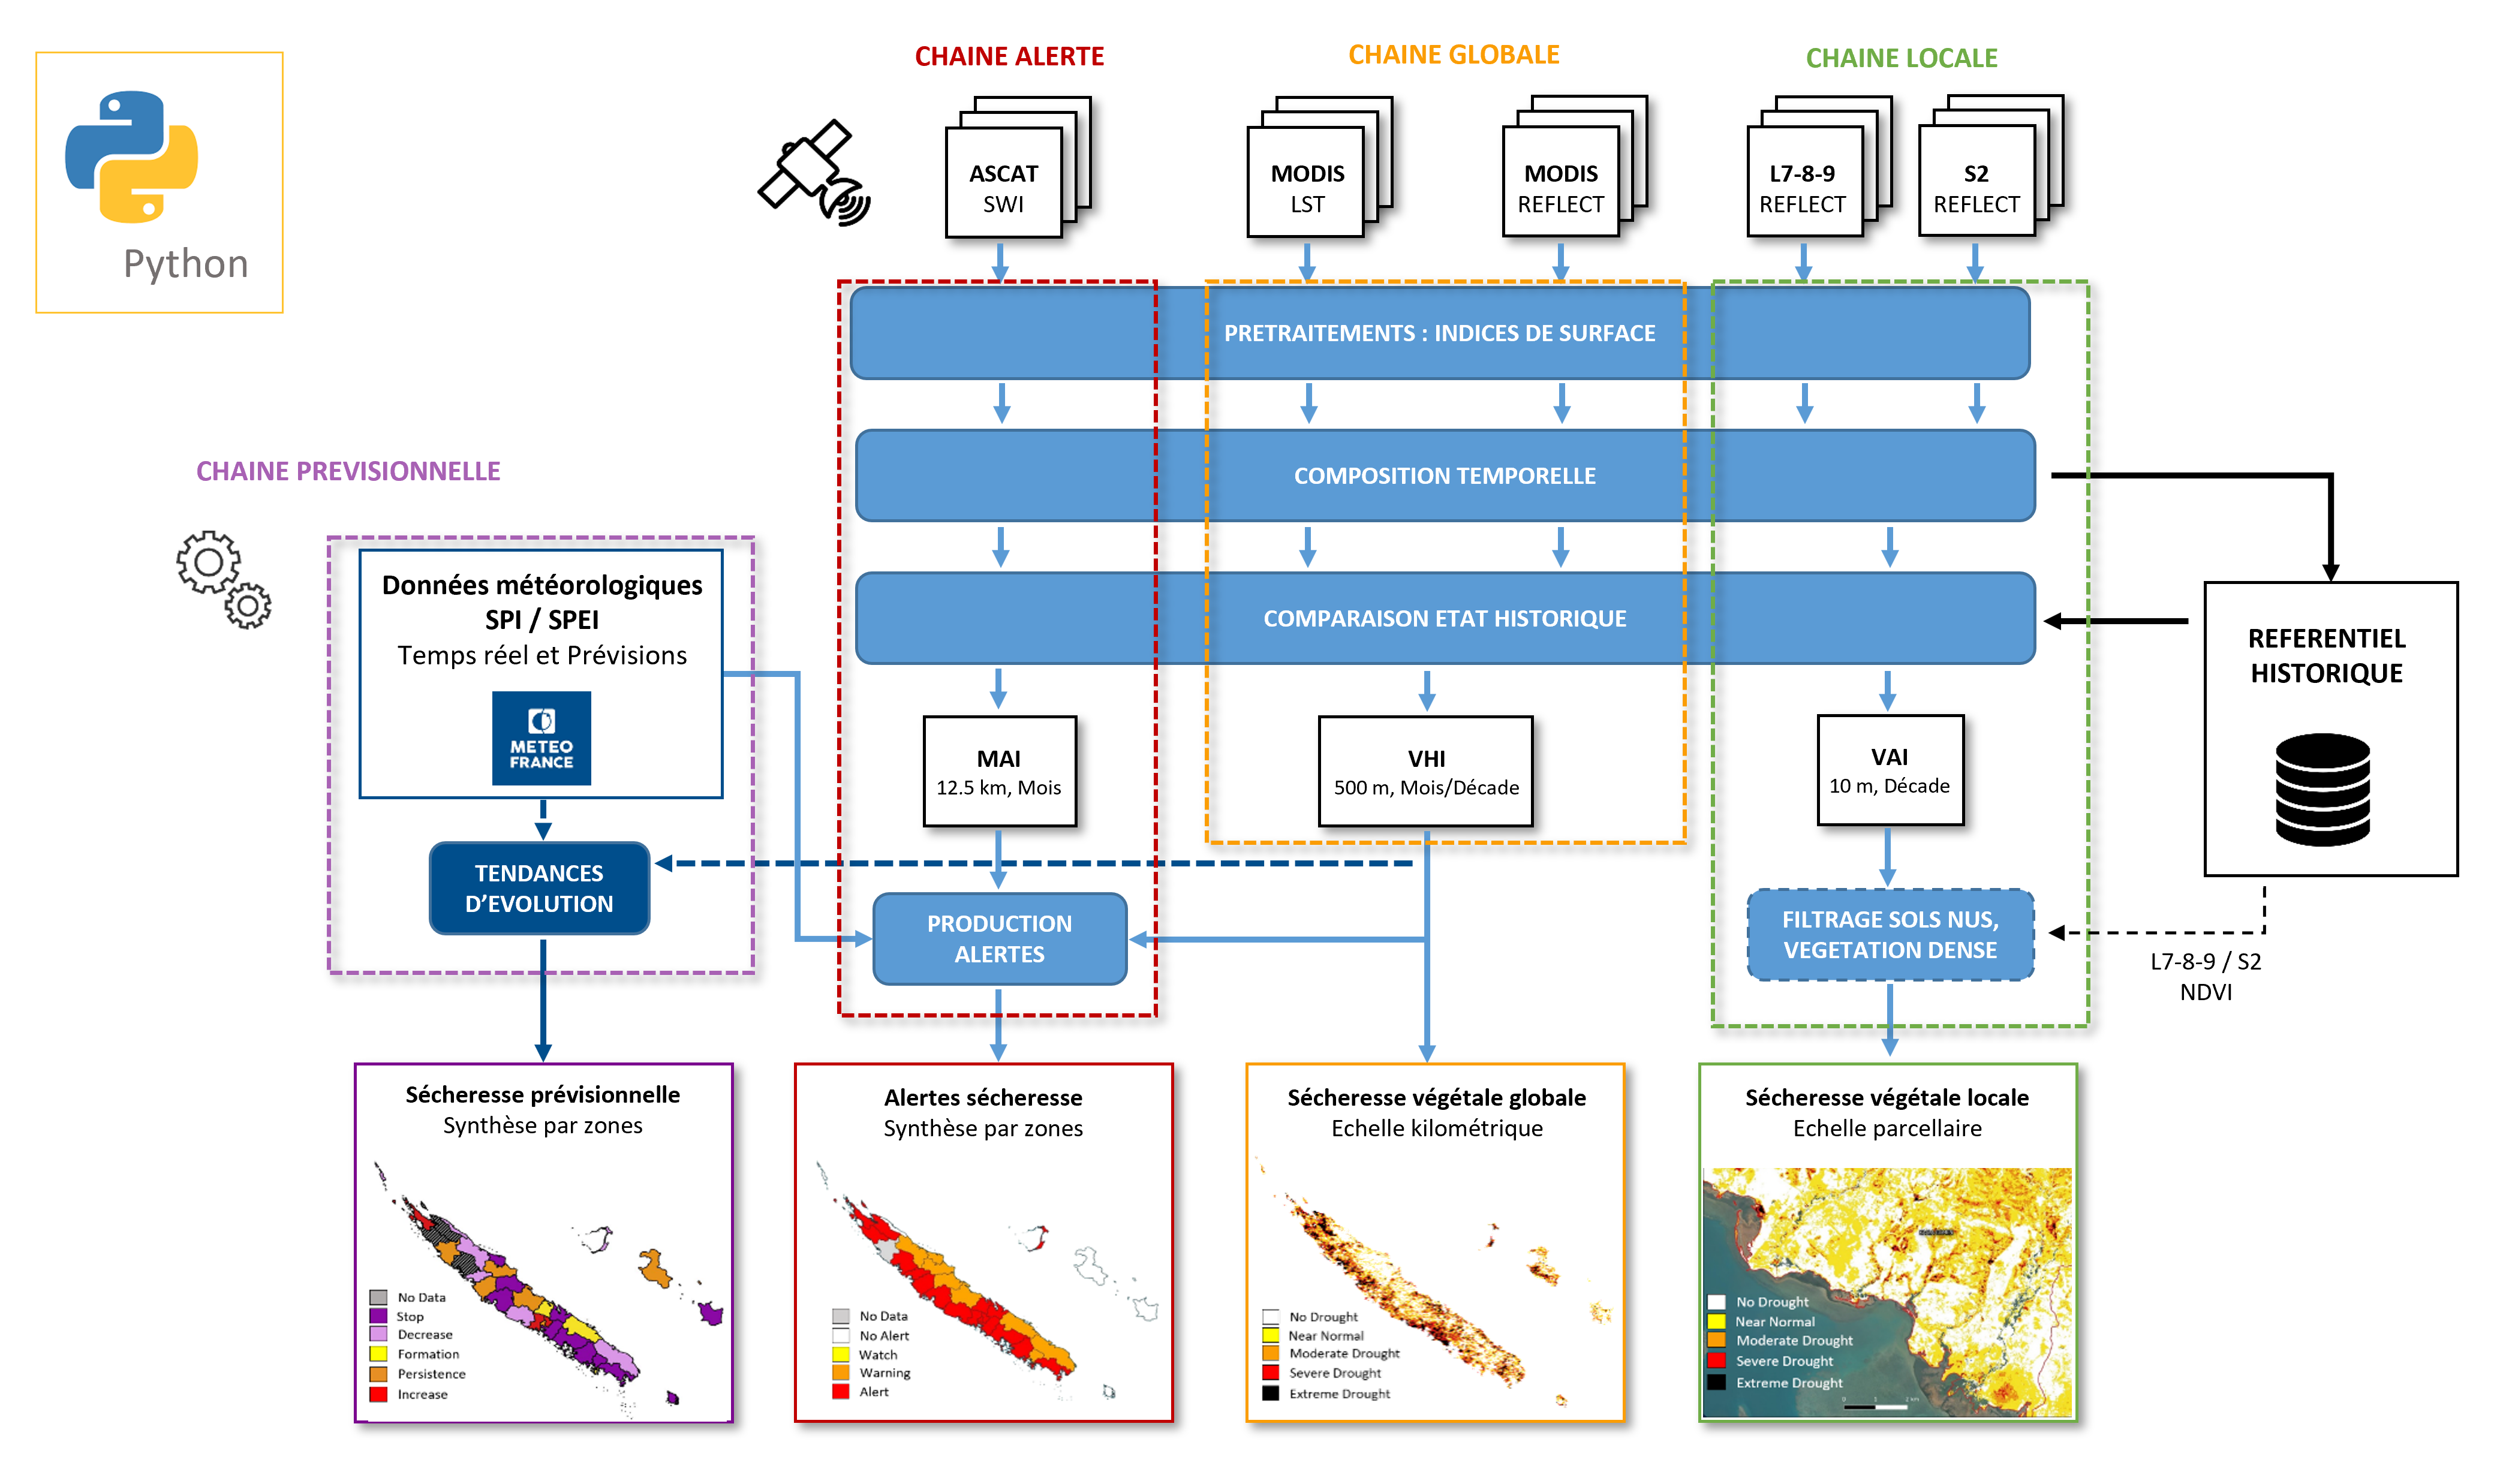 Python
CHAINE ALERTE
CHAINE GLOBALE
CHAINE LOCALE
ASCAT
SWI
MODIS
LST
MODIS
REFLECT
L7-8-9
REFLECT
S2
REFLECT
PRETRAITEMENTS : INDICES DE SURFACE
COMPOSITION TEMPORELLE
COMPARAISON ETAT HISTORIQUE
CHAINE PREVISIONNELLE
Données météorologiques
SPI / SPEI
Temps réel et Prévisions
METEO
FRANCE
TENDANCES
D’EVOLUTION
MAI
12.5 km, Mois
VHI
500 m, Mois/Décade
VAI
10 m, Décade
REFERENTIEL
HISTORIQUE
PRODUCTION
ALERTES
FILTRAGE SOLS NUS,
VEGETATION DENSE
L7-8-9 / S2
NDVI
Sécheresse prévisionnelle
Synthèse par zones
No Data
Stop
Decrease
Formation
Persistence
Increase
Alertes sécheresse
Synthèse par zones
No Data
No Alert
Watch
Warning
Alert
Sécheresse végétale globale
Echelle kilométrique
No Drought
Near Normal
Moderate Drought
Severe Drought
Extreme Drought
Sécheresse végétale locale
Echelle parcellaire
No Drought
Near Normal
Moderate Drought
Severe Drought
Extreme Drought